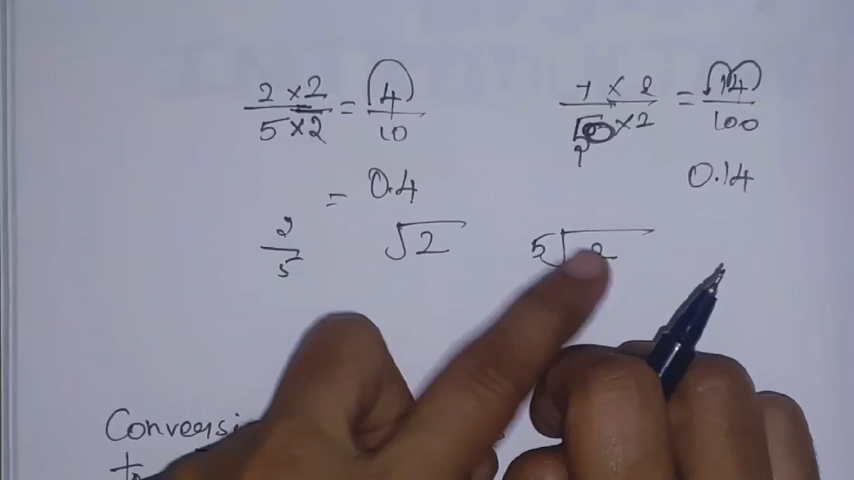 2 × 2 / 5 × 2 = 4 / 10
= 0.4
7 × 2 / 50 × 2 = 14 / 100
0.14
2 / 5
√2
5√2
Conversi
to